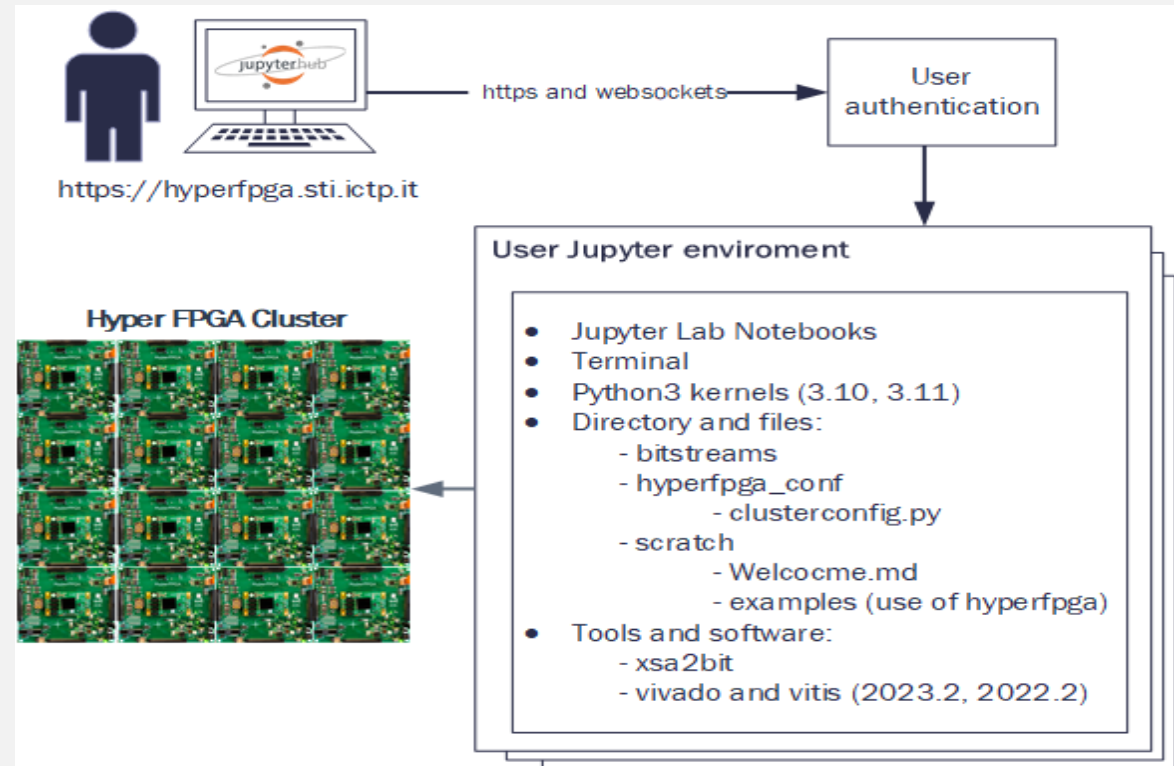 jupyterhub
https and websockets
User
authentication
https://hyperfpga.sti.ictp.it
User Jupyter enviroment
Hyper FPGA Cluster
● Jupyter Lab Notebooks
● Terminal
● Python3 kernels (3.10, 3.11)
● Directory and files:
- bitstreams
- hyperfpga_conf
- clusterconfig.py
- scratch
- Welcocme.md
- examples (use of hyperfpga)
● Tools and software:
- xsa2bit
- vivado and vitis (2023.2, 2022.2)